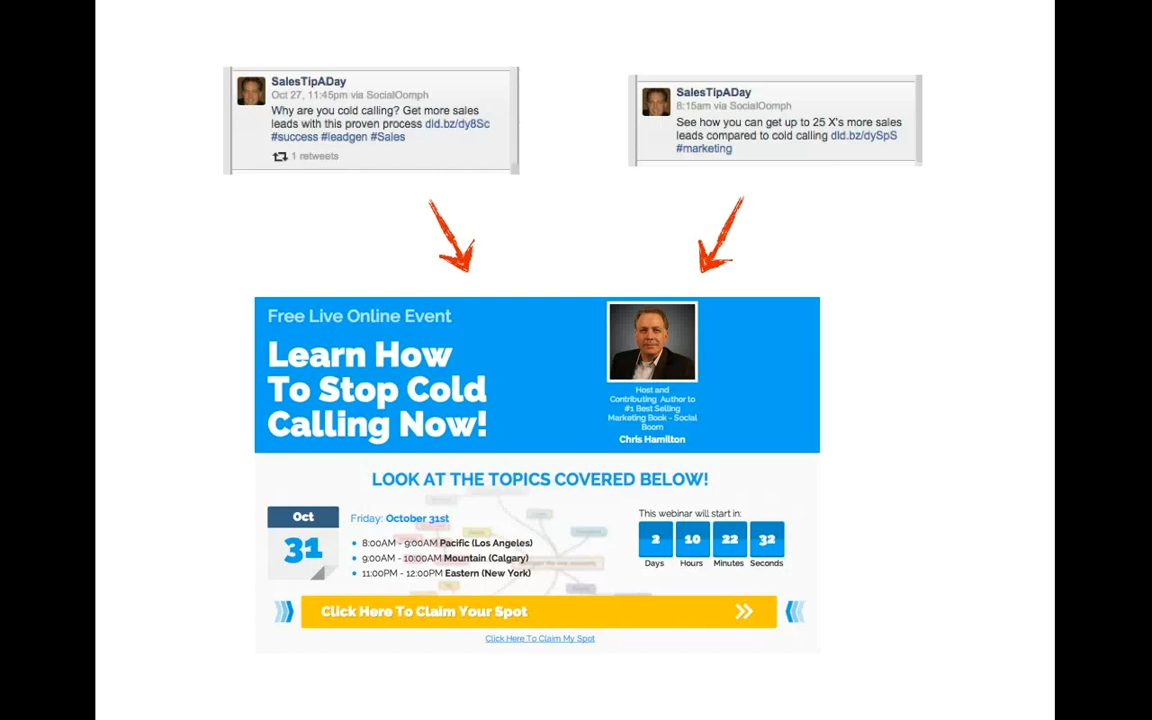 SalesTipADay
Oct 27, 11:45pm via SocialOomph
Why are you cold calling? Get more sales
leads with this proven process dld.bz/dy8Sc
#success #leadgen #Sales
1 retweets
SalesTipADay
8:15am via SocialOomph
See how you can get up to 25 X's more sales
leads compared to cold calling dld.bz/dySpS
#marketing
Free Live Online Event
Learn How
To Stop Cold
Calling Now!
Host and
Contributing Author to
#1 Best Selling
Marketing Book - Social
Boom
Chris Hamilton
LOOK AT THE TOPICS COVERED BELOW!
Oct
31
Friday: October 31st
8:00AM - 9:00AM Pacific (Los Angeles)
9:00AM - 10:00AM Mountain (Calgary)
11:00PM - 12:00PM Eastern (New York)
This webinar will start in:
2 10 22 32
Days Hours Minutes Seconds
Click Here To Claim Your Spot
Click Here To Claim My Spot